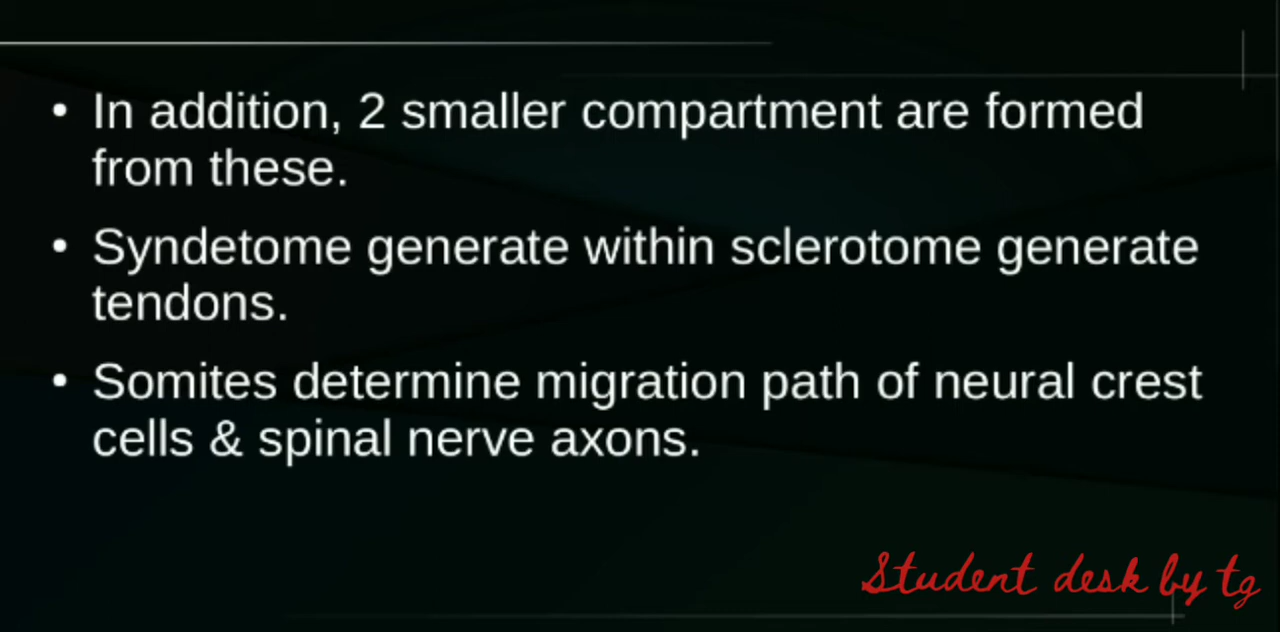 • In addition, 2 smaller compartment are formed
from these.
• Syndetome generate within sclerotome generate
tendons.
• Somites determine migration path of neural crest
cells & spinal nerve axons.
Student desk by tg